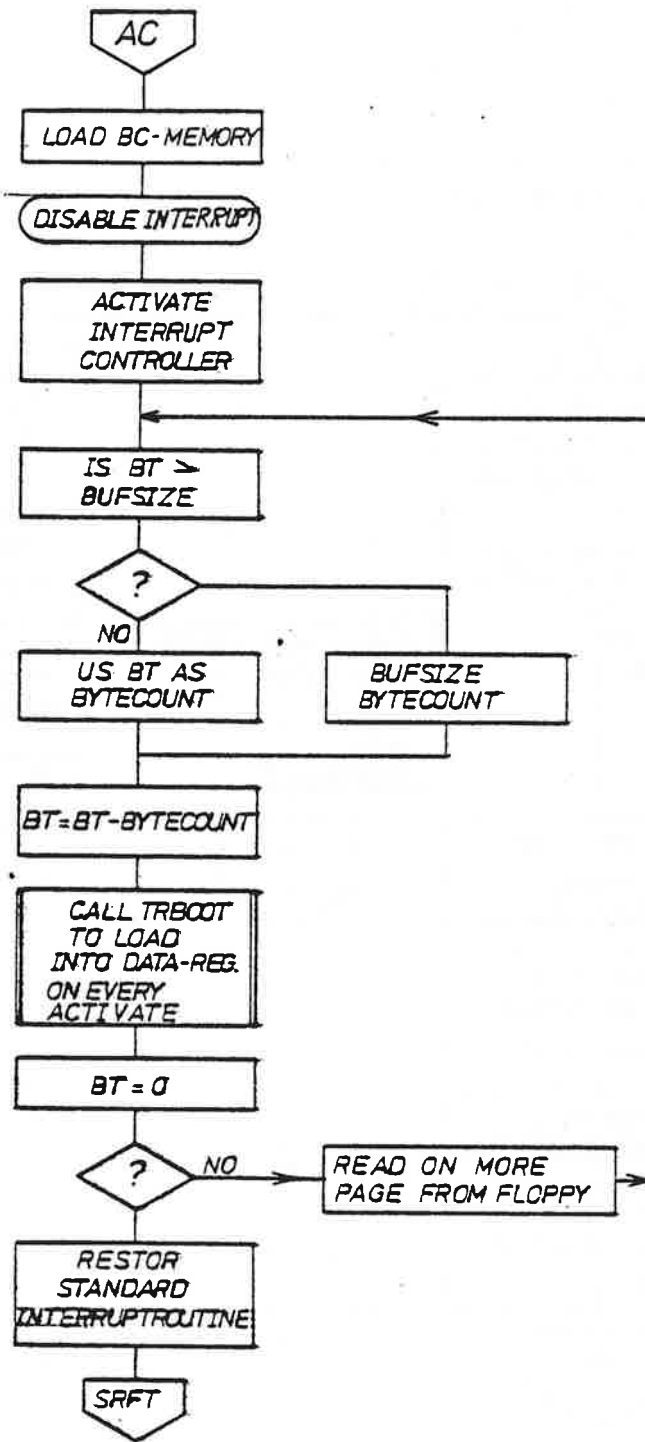 AC
LOAD BC-MEMORY
DISABLE INTERRUPT
ACTIVATE
INTERRUPT
CONTROLLER
IS BT >
BUFSIZE
?
NO
US BT AS
BYTECOUNT
BUFSIZE
BYTECOUNT
BT=BT-BYTECOUNT
CALL TRBOOT
TO LOAD
INTO DATA-REG.
ON EVERY
ACTIVATE
BT = 0
?
NO
READ ON MORE
PAGE FROM FLOPPY
RESTOR
STANDARD
INTERRUPTROUTINE
SRFT